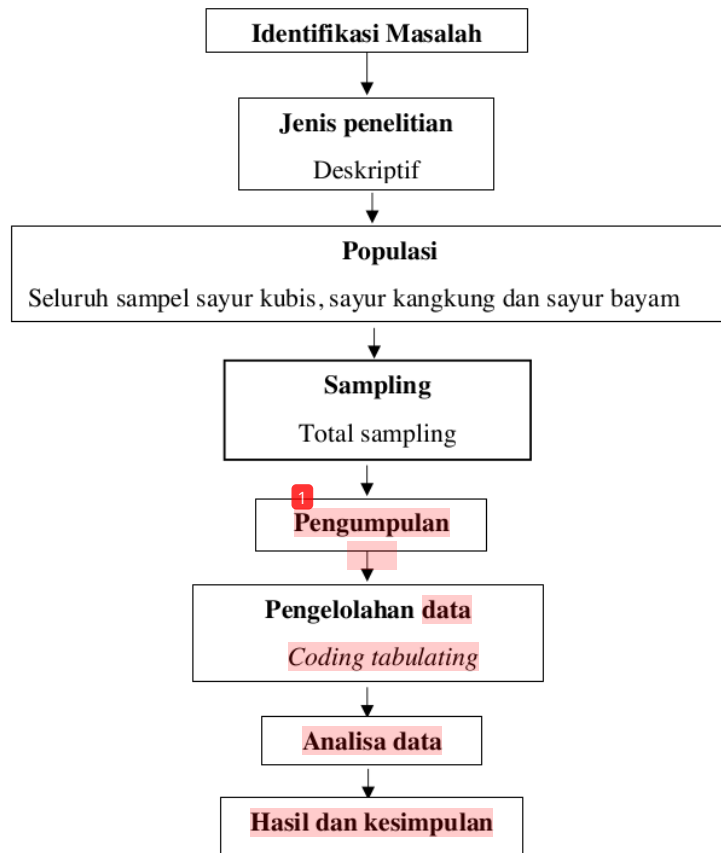 Identifikasi Masalah
Jenis penelitian
Deskriptif
Populasi
Seluruh sampel sayur kubis, sayur kangkung dan sayur bayam
Sampling
Total sampling
1
Pengumpulan
Pengelolahan data
Coding tabulating
Analisa data
Hasil dan kesimpulan